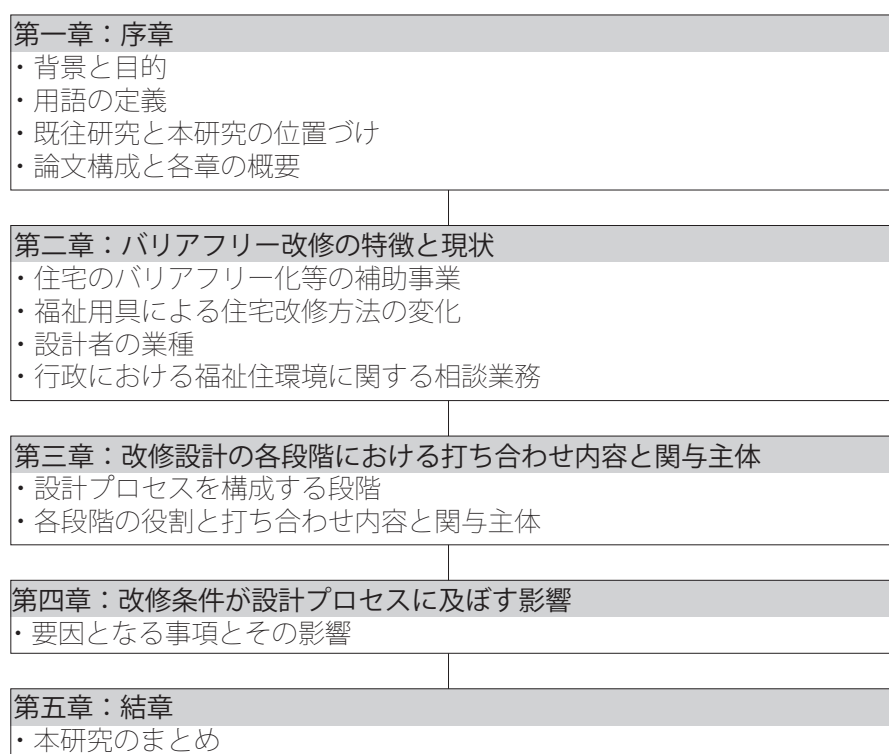 第一章：序章
・背景と目的
・用語の定義
・既往研究と本研究の位置づけ
・論文構成と各章の概要
第二章：バリアフリー改修の特徴と現状
・住宅のバリアフリー化等の補助事業
・福祉用具による住宅改修方法の変化
・設計者の業種
・行政における福祉住環境に関する相談業務
第三章：改修設計の各段階における打ち合わせ内容と関与主体
・設計プロセスを構成する段階
・各段階の役割と打ち合わせ内容と関与主体
第四章：改修条件が設計プロセスに及ぼす影響
・要因となる事項とその影響
第五章：結章
・本研究のまとめ